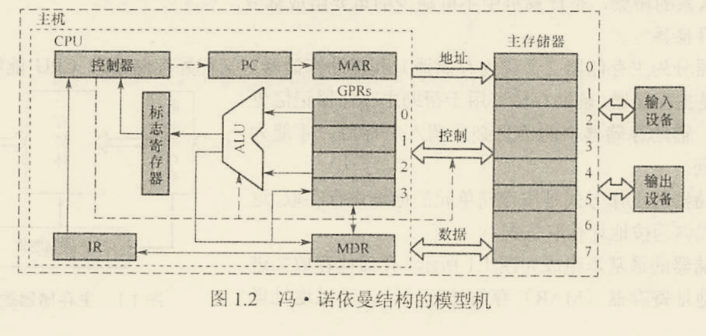 主机
CPU
控制器
PC
MAR
地址
主存储器
GPRs
标志寄存器
ALU
0
1
2
3
控制
0
1
2
3
4
5
6
7
输入
设备
输出
设备
IR
MDR
数据
图 1.2 冯·诺依曼结构的模型机